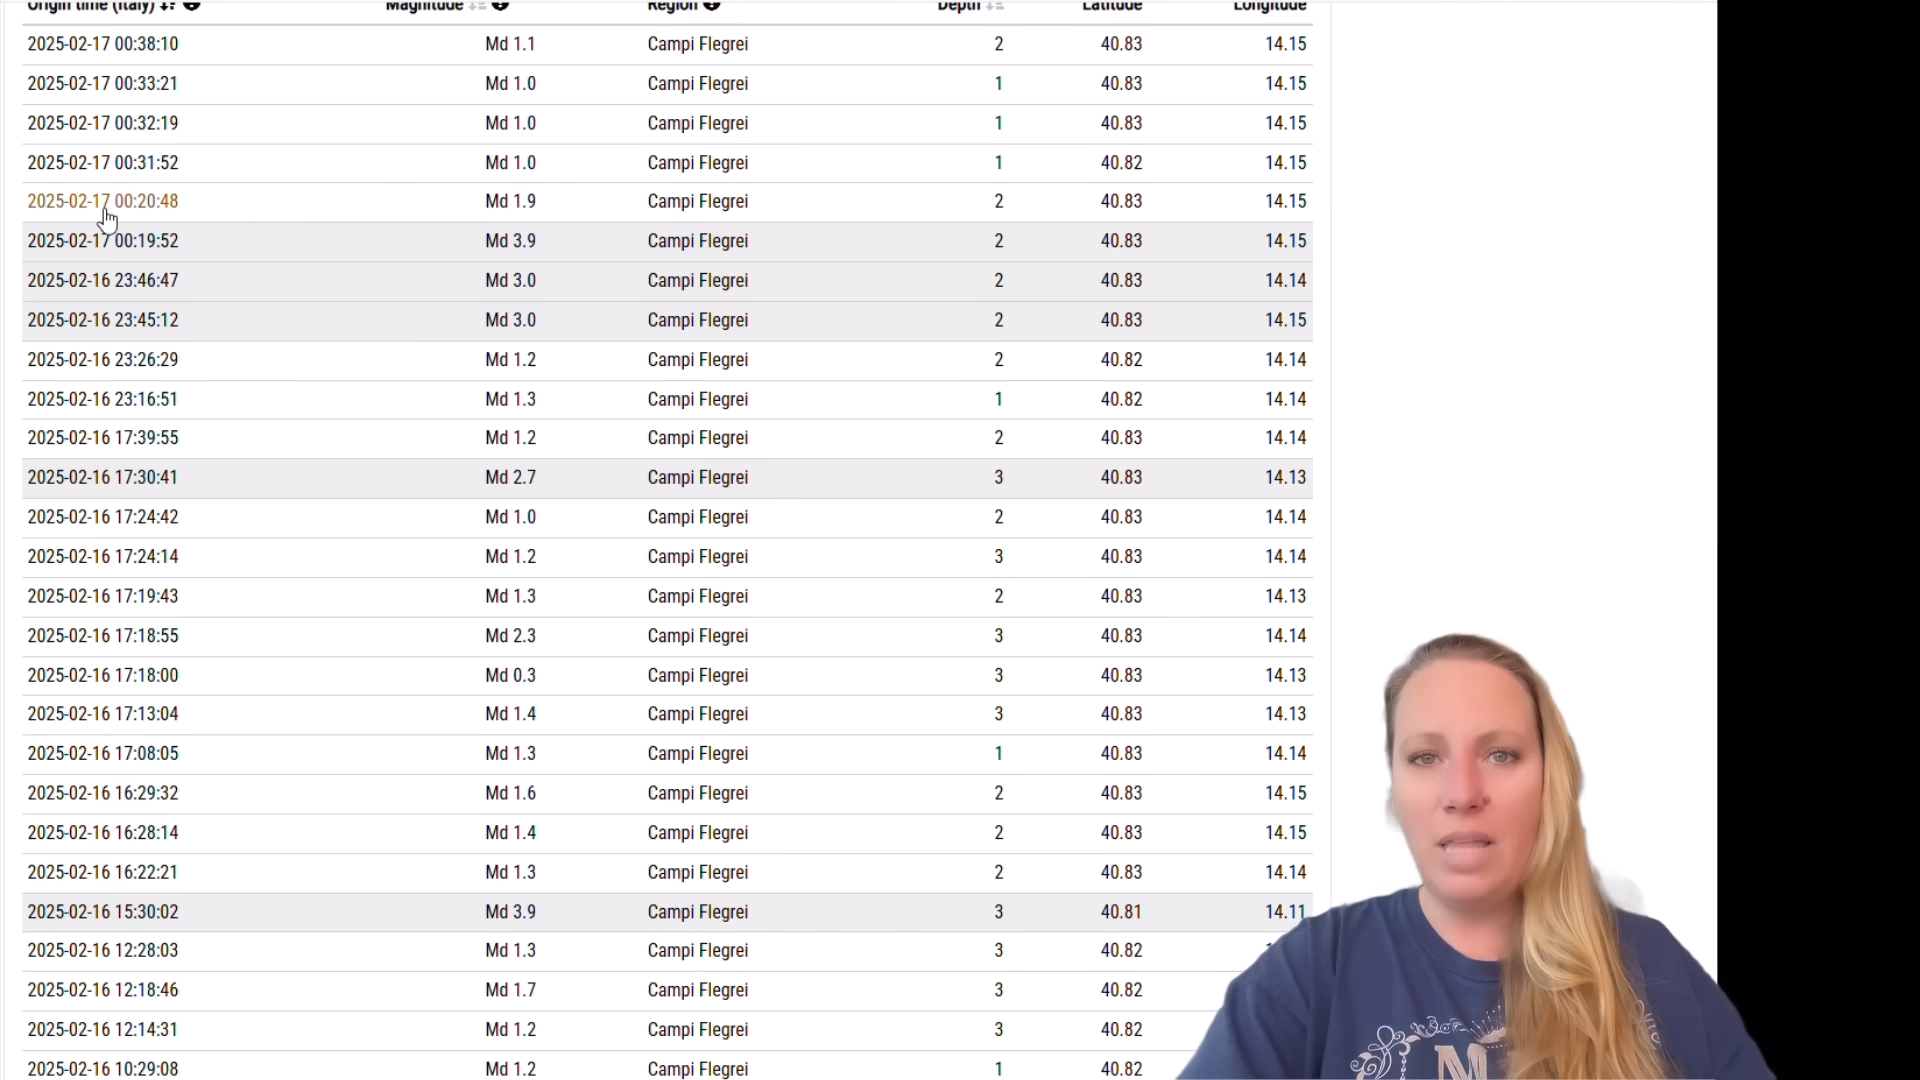 Origin time (Italy) Magnitude Region Depth Latitude Longitude
2025-02-17 00:38:10 Md 1.1 Campi Flegrei 2 40.83 14.15
2025-02-17 00:33:21 Md 1.0 Campi Flegrei 1 40.83 14.15
2025-02-17 00:32:19 Md 1.0 Campi Flegrei 1 40.83 14.15
2025-02-17 00:31:52 Md 1.0 Campi Flegrei 1 40.82 14.15
2025-02-17 00:20:48 Md 1.9 Campi Flegrei 2 40.83 14.15
2025-02-17 00:19:52 Md 3.9 Campi Flegrei 2 40.83 14.15
2025-02-16 23:46:47 Md 3.0 Campi Flegrei 2 40.83 14.14
2025-02-16 23:45:12 Md 3.0 Campi Flegrei 2 40.83 14.15
2025-02-16 23:26:29 Md 1.2 Campi Flegrei 2 40.82 14.14
2025-02-16 23:16:51 Md 1.3 Campi Flegrei 1 40.82 14.14
2025-02-16 17:39:55 Md 1.2 Campi Flegrei 2 40.83 14.14
2025-02-16 17:30:41 Md 2.7 Campi Flegrei 3 40.83 14.13
2025-02-16 17:24:42 Md 1.0 Campi Flegrei 2 40.83 14.14
2025-02-16 17:24:14 Md 1.2 Campi Flegrei 3 40.83 14.14
2025-02-16 17:19:43 Md 1.3 Campi Flegrei 2 40.83 14.13
2025-02-16 17:18:55 Md 2.3 Campi Flegrei 3 40.83 14.14
2025-02-16 17:18:00 Md 0.3 Campi Flegrei 3 40.83 14.13
2025-02-16 17:13:04 Md 1.4 Campi Flegrei 3 40.83 14.13
2025-02-16 17:08:05 Md 1.3 Campi Flegrei 1 40.83 14.14
2025-02-16 16:29:32 Md 1.6 Campi Flegrei 2 40.83 14.15
2025-02-16 16:28:14 Md 1.4 Campi Flegrei 2 40.83 14.15
2025-02-16 16:22:21 Md 1.3 Campi Flegrei 2 40.83 14.14
2025-02-16 15:30:02 Md 3.9 Campi Flegrei 3 40.81 14.11
2025-02-16 12:28:03 Md 1.3 Campi Flegrei 3 40.82
2025-02-16 12:18:46 Md 1.7 Campi Flegrei 3 40.82
2025-02-16 12:14:31 Md 1.2 Campi Flegrei 3 40.82
2025-02-16 10:29:08 Md 1.2 Campi Flegrei 1 40.82